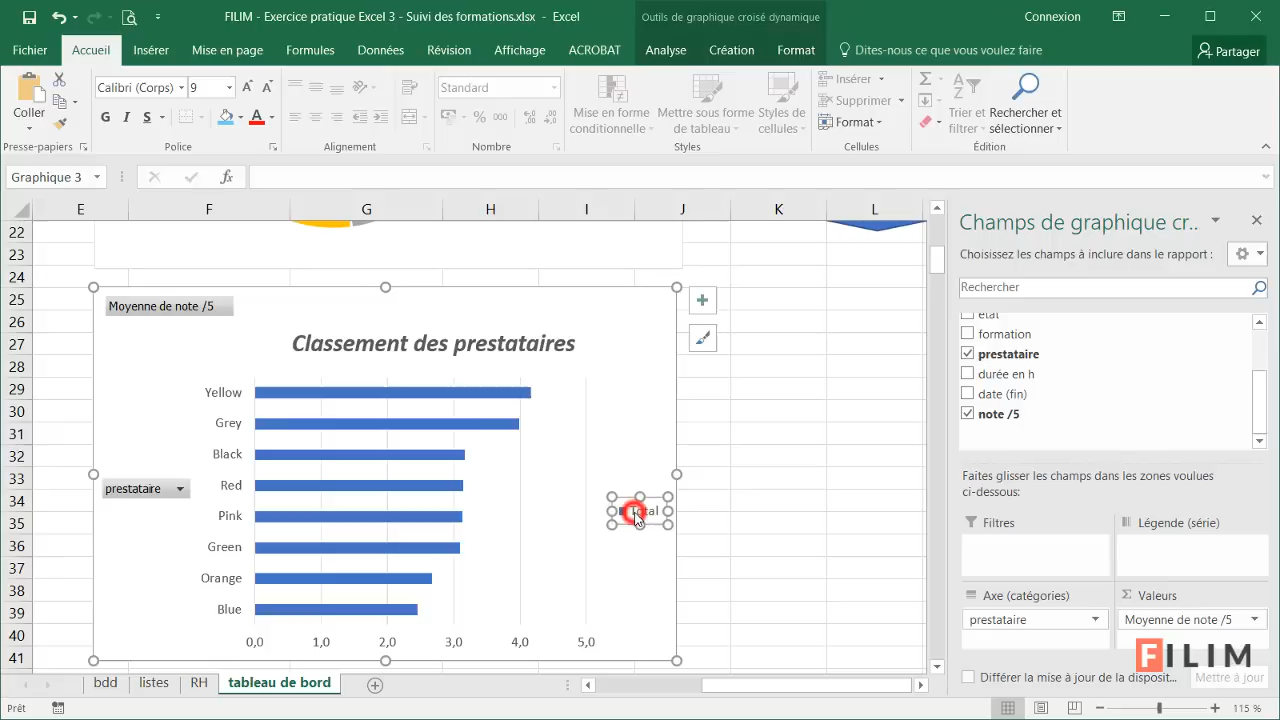 FILIM - Exercice pratique Excel 3 - Suivi des formations.xlsx - Excel
Outils de graphique croisé dynamique
Connexion
Fichier Accueil Insérer Mise en page Formules Données Révision Affichage ACROBAT Analyse Création Format Dites-nous ce que vous voulez faire Partager
Calibri (Corps) 9
Standard
Coller
G I S
Mise en forme conditionnelle
Mettre sous forme de tableau
Styles de cellules
Insérer
Supprimer
Format
Trier et filtrer
Rechercher et sélectionner
Presse-papiers Police Alignement Nombre Styles Cellules Édition
Graphique 3
fx
E F G H I J K L
22
23
24
25
26
27
28
29
30
31
32
33
34
35
36
37
38
39
40
41
Moyenne de note /5
Classement des prestataires
Yellow
Grey
Black
Red
Pink
Green
Orange
Blue
prestataire
Total
0,0 1,0 2,0 3,0 4,0 5,0
Champs de graphique cr..
Choisissez les champs à inclure dans le rapport :
Rechercher
état
formation
prestataire
durée en h
date (fin)
note /5
Faites glisser les champs dans les zones voulues
ci-dessous:
Filtres
Légende (série)
Axe (catégories)
Σ Valeurs
prestataire
Moyenne de note /5
FILIM
Différer la mise à jour de la disposit...
Mettre à jour
bdd listes RH tableau de bord
Prêt
115 %